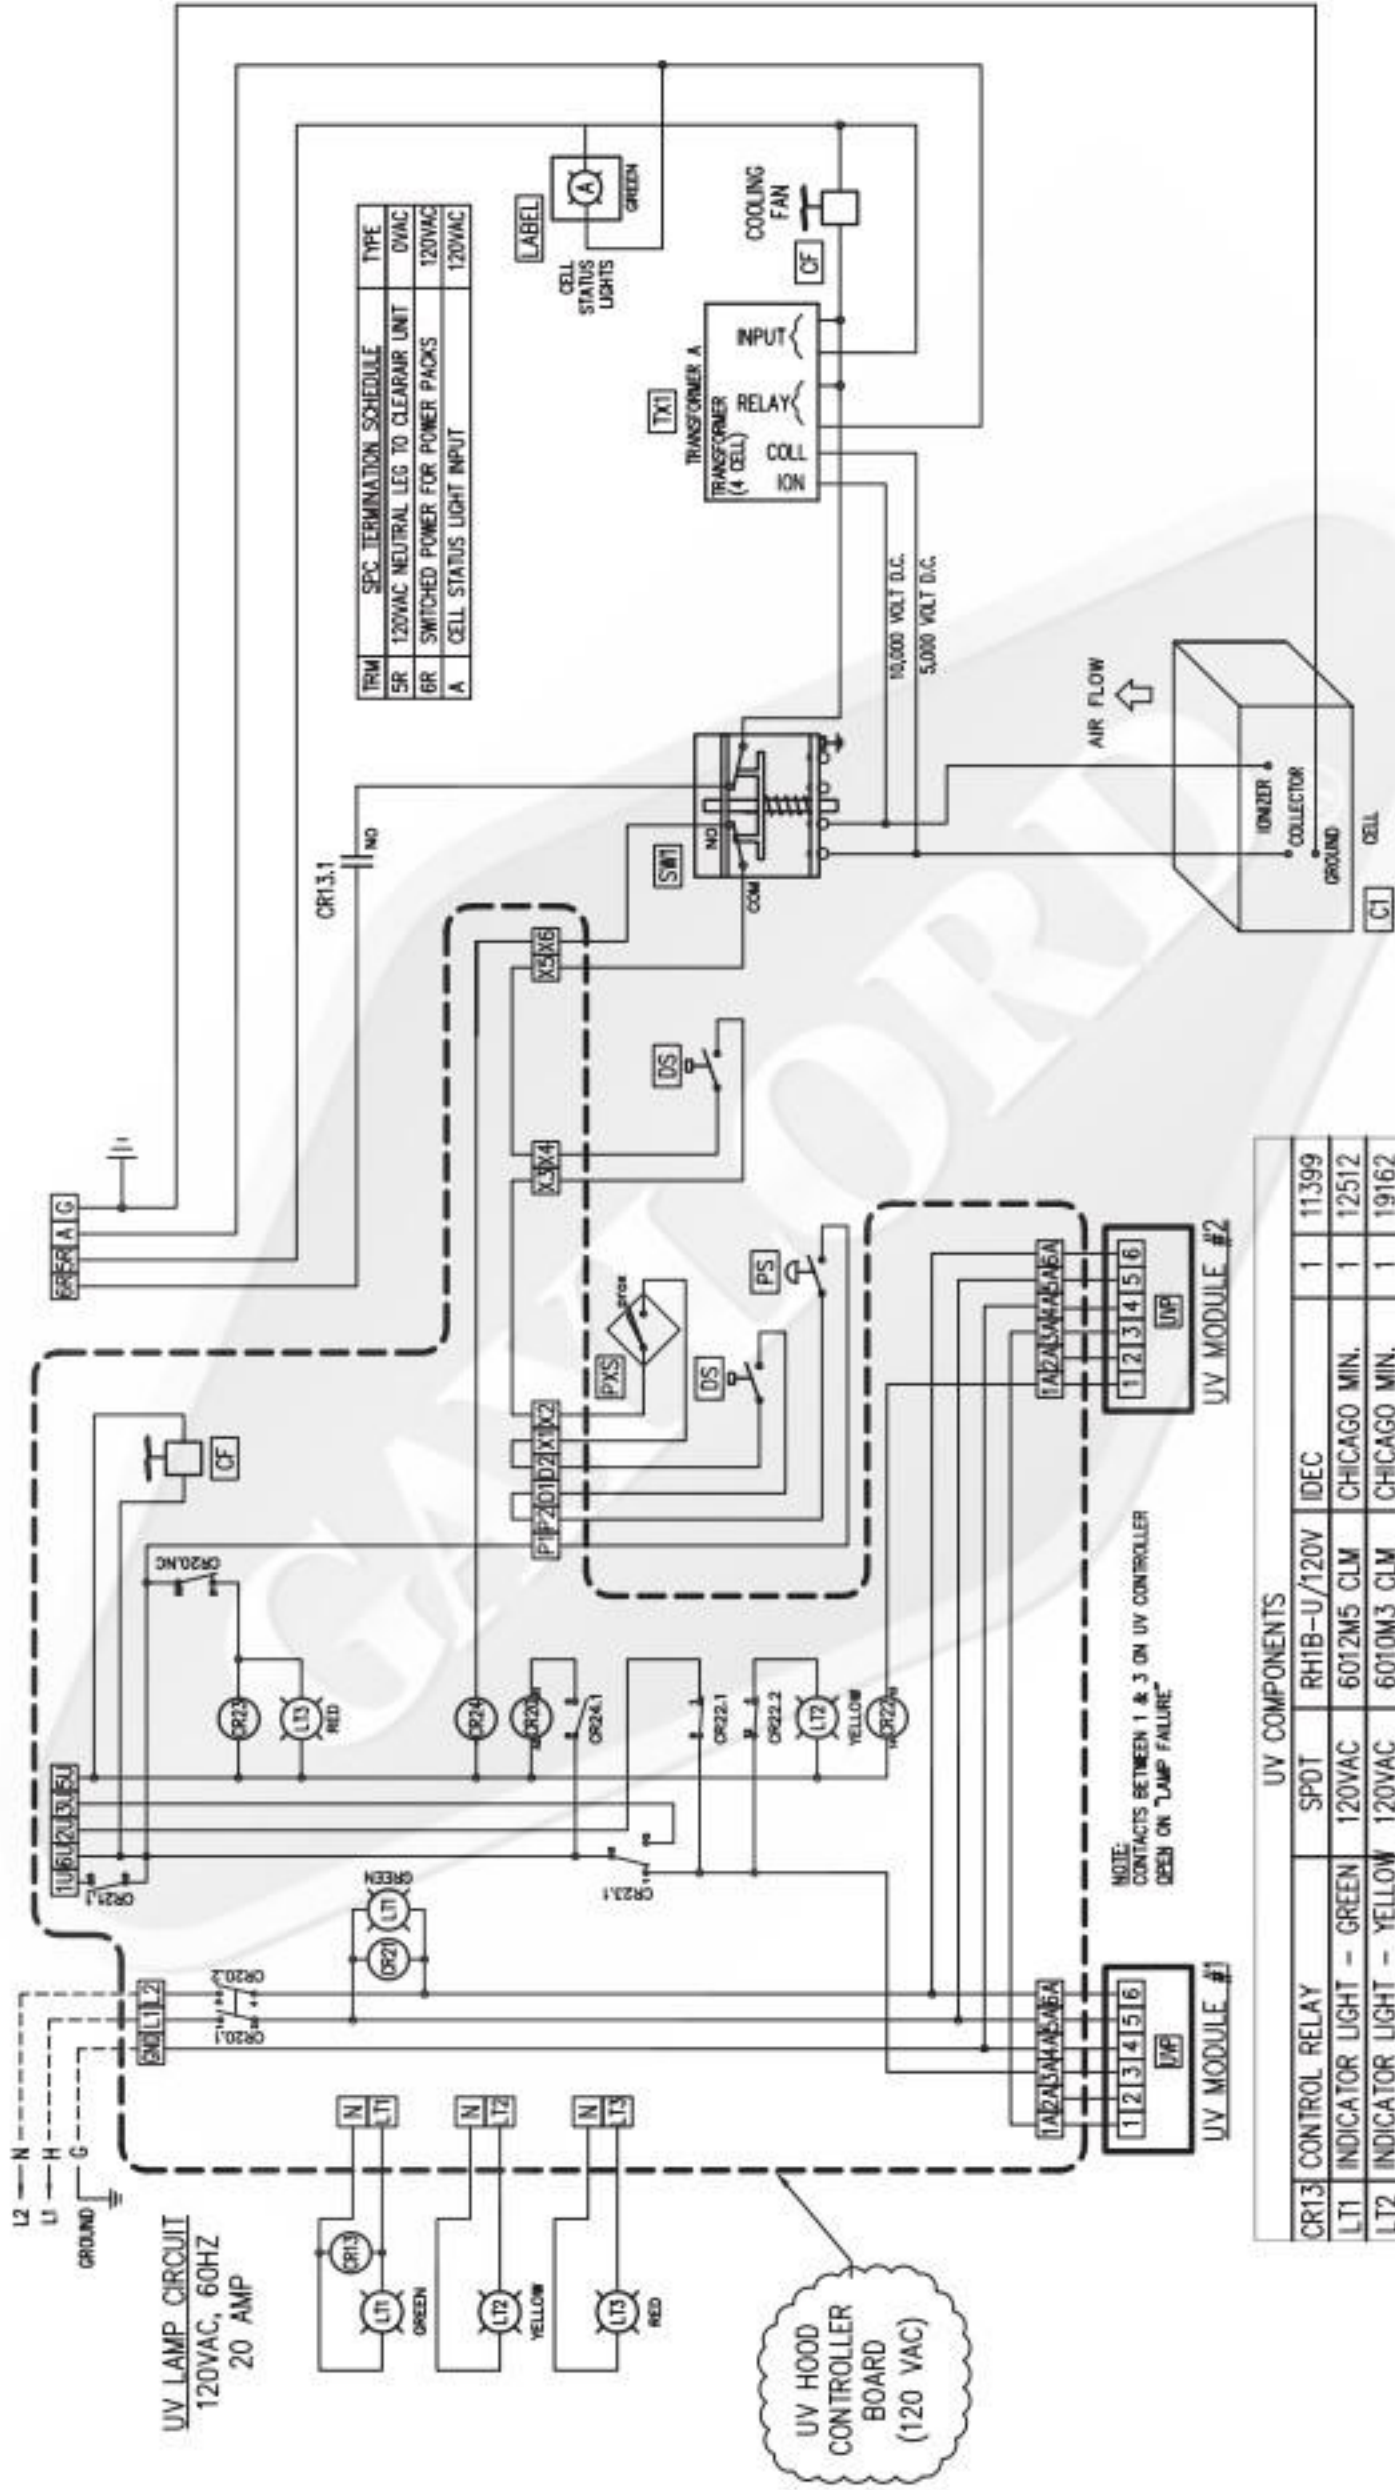 L2 — N
L1 — H
GROUND G
UV LAMP CIRCUIT
120VAC, 60HZ
20 AMP
GND L1 L2
CR20.1
CR20.2
CR21
LT1
GREEN
N
LT1
CR13
LT1
GREEN
N
LT2
LT2
YELLOW
N
LT3
LT3
RED
UV HOOD
CONTROLLER
BOARD
(120 VAC)
1U 6U 2U 3U 5U
CR21.1
CR20.NC
CF
CR23
LT3
RED
CR24
CR20
CR24.1
CR23.1
CR22.1
CR22.2
LT2
YELLOW
CR22
P1 P2 D1 D2 X1 X2
X3 X4
X5 X6
PXS
prox
DS
PS
DS
6R 5R A G
CR13.1
NO
SW1
NO
COM
TRM SPC TERMINATION SCHEDULE TYPE
5R 120VAC NEUTRAL LEG TO CLEARAIR UNIT 0VAC
6R SWITCHED POWER FOR POWER PACKS 120VAC
A CELL STATUS LIGHT INPUT 120VAC
LABEL
CELL
STATUS
LIGHTS
A
GREEN
TX1
TRANSFORMER A
TRANSFORMER
(4 CELL)
ION COLL RELAY INPUT
COOLING
FAN
CF
10,000 VOLT D.C.
5,000 VOLT D.C.
AIR FLOW
IONIZER
COLLECTOR
GROUND
CELL
C1
1A 2A 3A 4A 5A 6A
1 2 3 4 5 6
UVP
UV MODULE #1
1A 2A 3A 4A 5A 6A
1 2 3 4 5 6
UVP
UV MODULE #2
NOTE:
CONTACTS BETWEEN 1 & 3 ON UV CONTROLLER
OPEN ON "LAMP FAILURE"
GAYLORD
UV COMPONENTS
CR13 CONTROL RELAY SPDT RH1B-U/120V IDEC 1 11399
LT1 INDICATOR LIGHT - GREEN 120VAC 6012M5 CLM CHICAGO MIN. 1 12512
LT2 INDICATOR LIGHT - YELLOW 120VAC 6010M3 CLM CHICAGO MIN. 1 19162